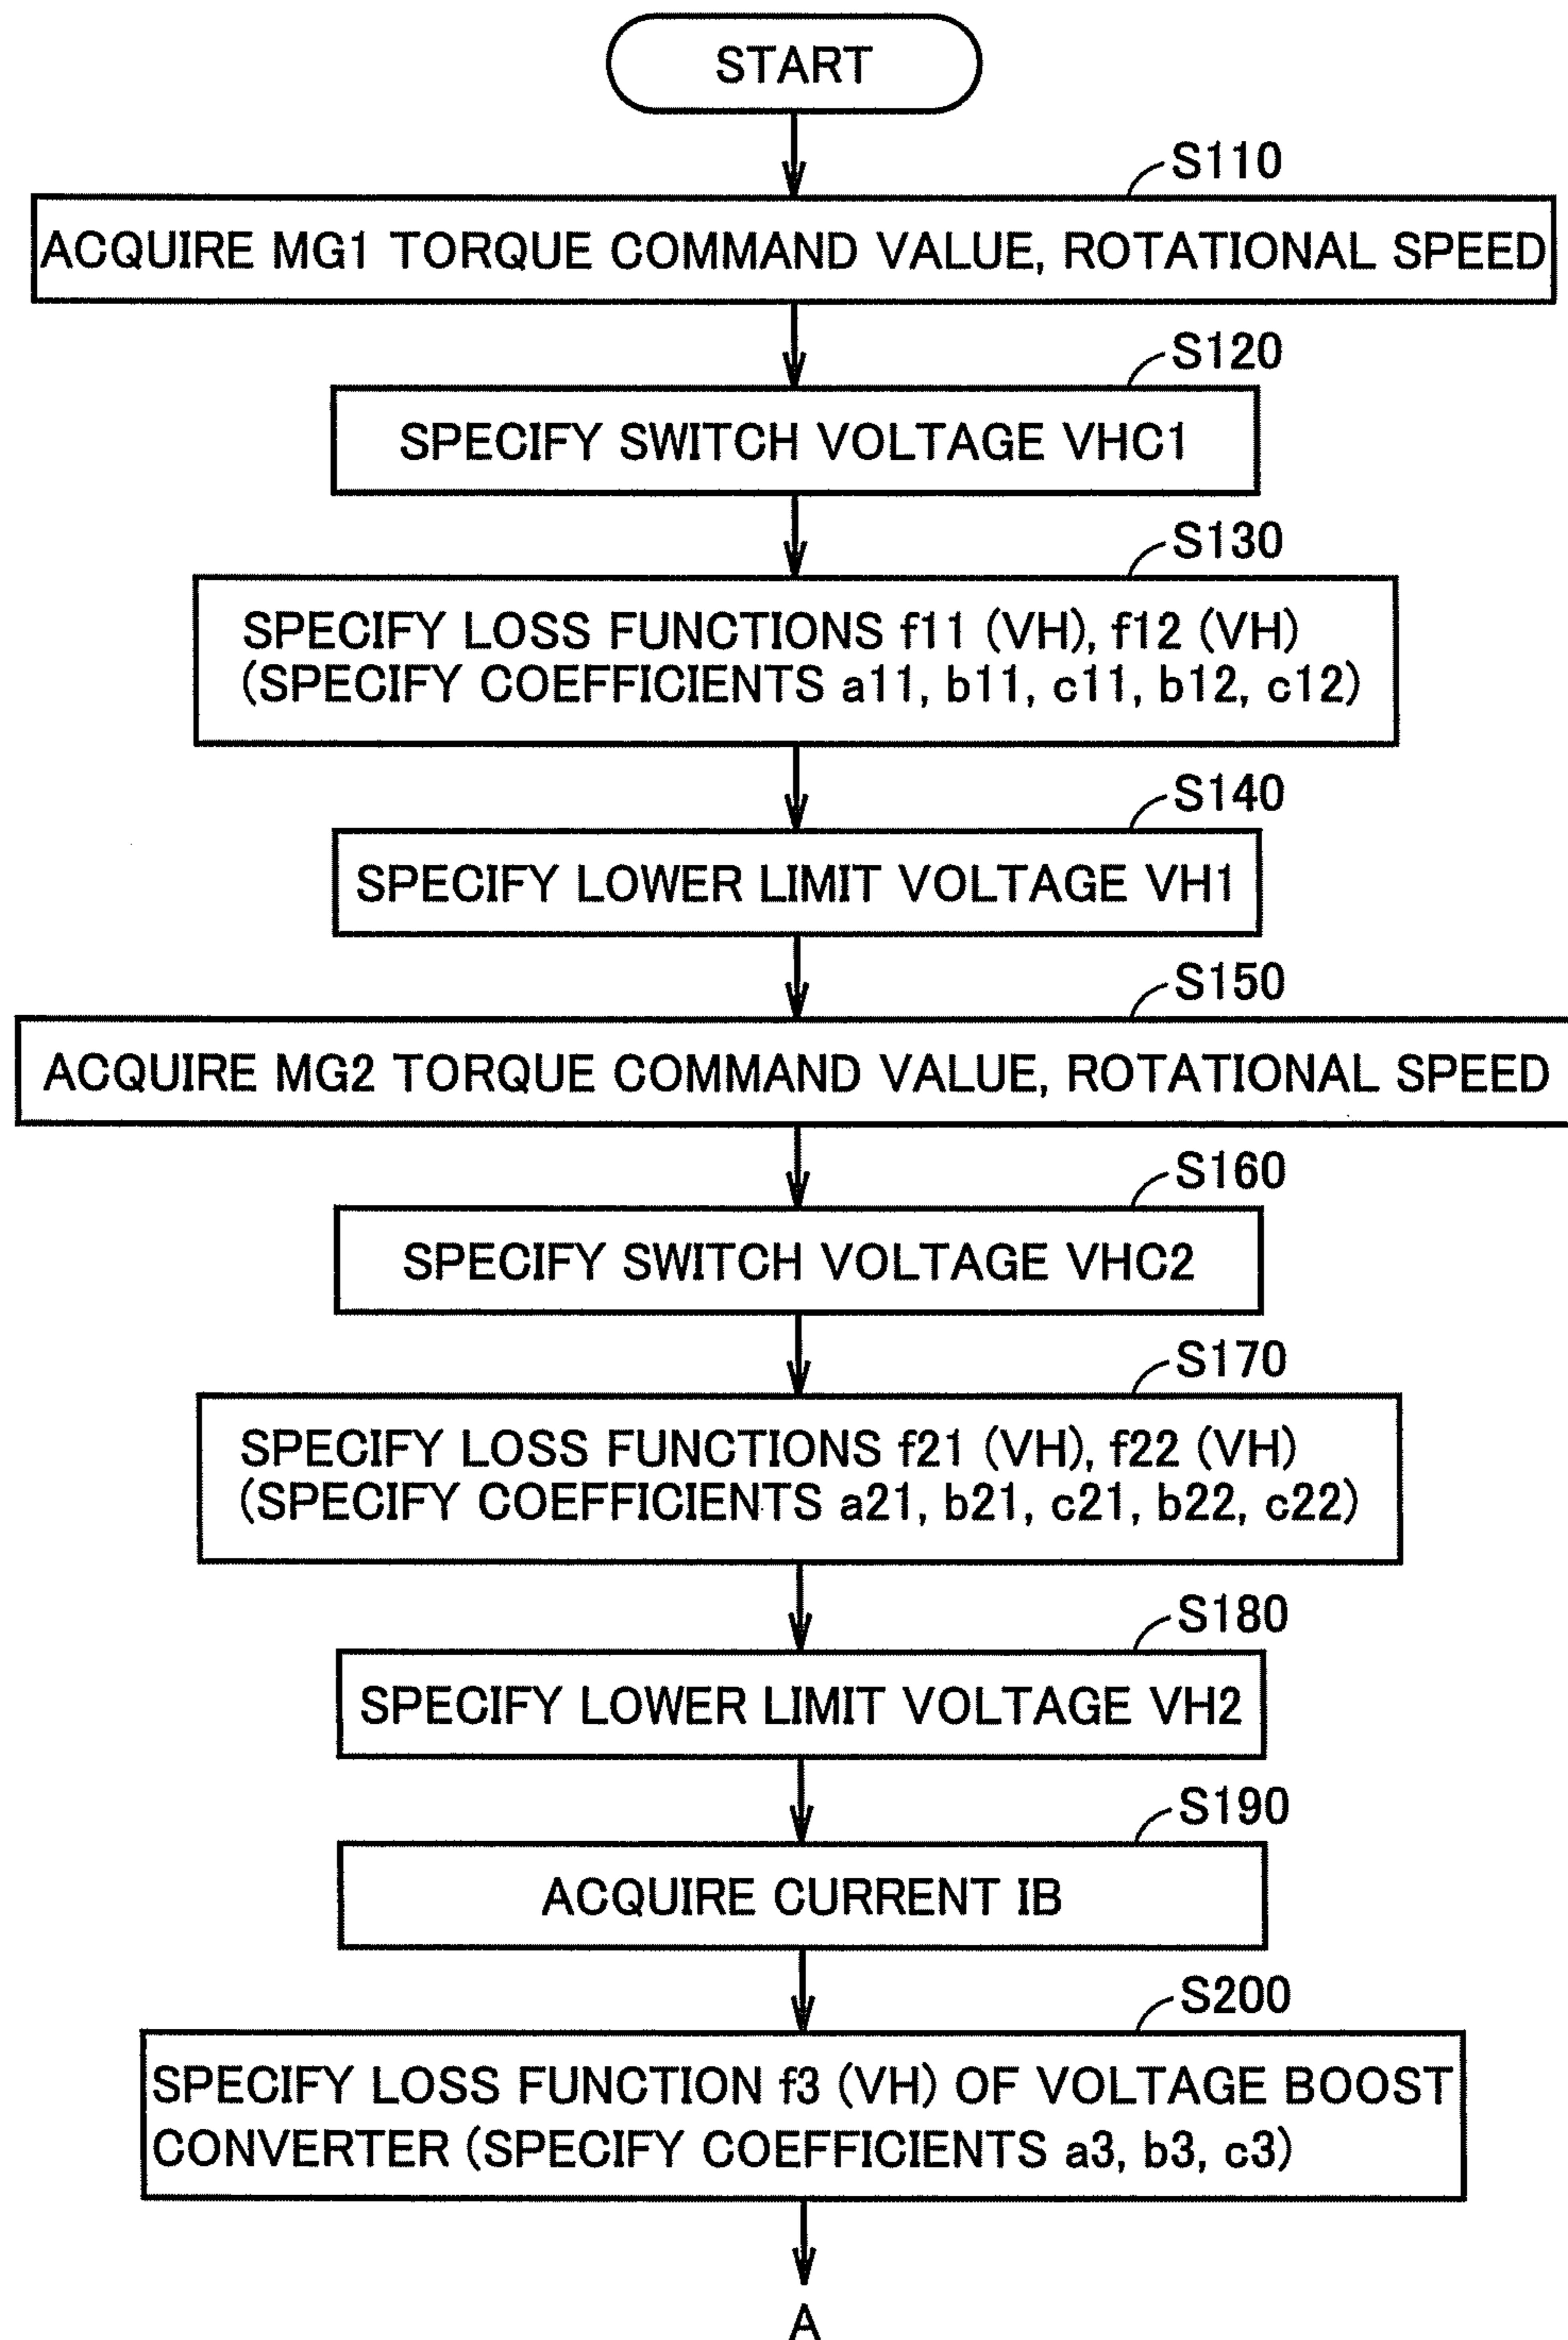 START
S110
ACQUIRE MG1 TORQUE COMMAND VALUE, ROTATIONAL SPEED
S120
SPECIFY SWITCH VOLTAGE VHC1
S130
SPECIFY LOSS FUNCTIONS f11 (VH), f12 (VH)
(SPECIFY COEFFICIENTS a11, b11, c11, b12, c12)
S140
SPECIFY LOWER LIMIT VOLTAGE VH1
S150
ACQUIRE MG2 TORQUE COMMAND VALUE, ROTATIONAL SPEED
S160
SPECIFY SWITCH VOLTAGE VHC2
S170
SPECIFY LOSS FUNCTIONS f21 (VH), f22 (VH)
(SPECIFY COEFFICIENTS a21, b21, c21, b22, c22)
S180
SPECIFY LOWER LIMIT VOLTAGE VH2
S190
ACQUIRE CURRENT IB
S200
SPECIFY LOSS FUNCTION f3 (VH) OF VOLTAGE BOOST
CONVERTER (SPECIFY COEFFICIENTS a3, b3, c3)
A